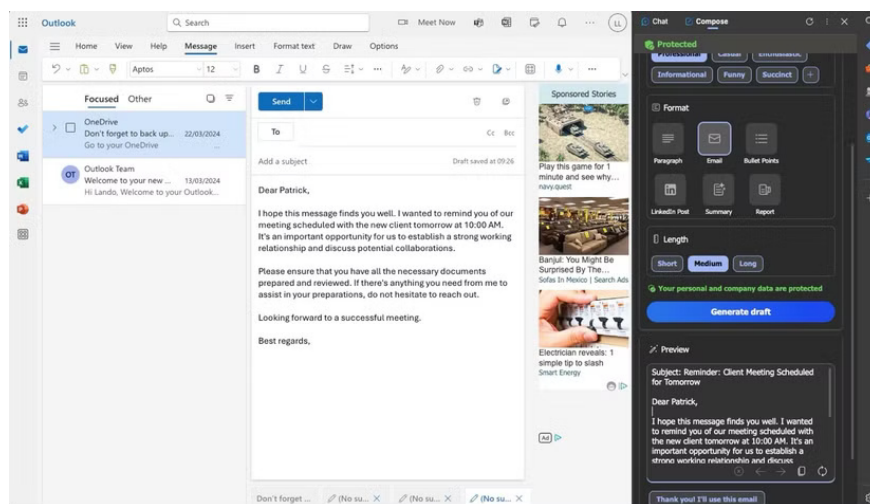 Outlook
Search
Meet Now
LL
Home View Help Message Insert Format text Draw Options
Aptos 12 B I U
Focused Other
OneDrive
Don't forget to back up... 22/03/2024
Go to your OneDrive ...
OT
Outlook Team
Welcome to your new ... 13/03/2024
Hi Lando, Welcome to your Outlook...
Send
To Cc Bcc
Add a subject Draft saved at 09:26
Dear Patrick,
I hope this message finds you well. I wanted to remind you of our
meeting scheduled with the new client tomorrow at 10:00 AM.
It's an important opportunity for us to establish a strong working
relationship and discuss potential collaborations.
Please ensure that you have all the necessary documents
prepared and reviewed. If there's anything you need from me to
assist in your preparations, do not hesitate to reach out.
Looking forward to a successful meeting.
Best regards,
Don't forget ... (No su... (No su... (No su...
Sponsored Stories
Play this game for 1
minute and see why...
navy.quest
Banjul: You Might Be
Surprised By The...
Sofas In Mexico | Search Ads
Electrician reveals: 1
simple tip to slash
Smart Energy
Ad
Chat Compose
Protected
Professional Casual Enthusiastic
Informational Funny Succinct
Format
Paragraph Email Bullet Points
LinkedIn Post Summary Report
Length
Short Medium Long
Your personal and company data are protected
Generate draft
Preview
Subject: Reminder: Client Meeting Scheduled
for Tomorrow
Dear Patrick,
I hope this message finds you well. I wanted
to remind you of our meeting scheduled with
the new client tomorrow at 10:00 AM. It's an
important opportunity for us to establish a
strong working relationship and discuss
Thank you! I'll use this email